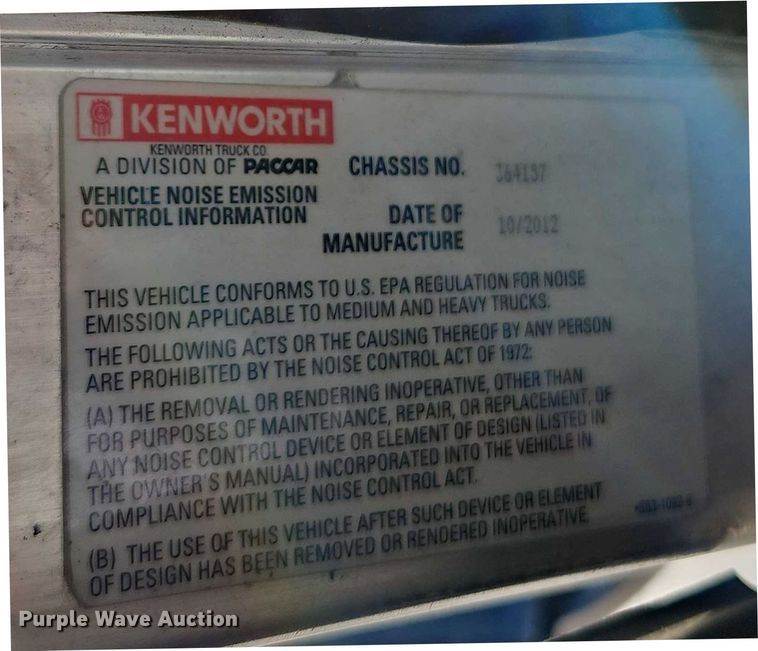 KENWORTH
KENWORTH TRUCK CO.
A DIVISION OF PACCAR
CHASSIS NO. J64137
VEHICLE NOISE EMISSION
CONTROL INFORMATION
DATE OF
MANUFACTURE
10/2012
THIS VEHICLE CONFORMS TO U.S. EPA REGULATION FOR NOISE
EMISSION APPLICABLE TO MEDIUM AND HEAVY TRUCKS.
THE FOLLOWING ACTS OR THE CAUSING THEREOF BY ANY PERSON
ARE PROHIBITED BY THE NOISE CONTROL ACT OF 1972:
(A) THE REMOVAL OR RENDERING INOPERATIVE, OTHER THAN
FOR PURPOSES OF MAINTENANCE, REPAIR, OR REPLACEMENT, OF
ANY NOISE CONTROL DEVICE OR ELEMENT OF DESIGN (LISTED IN
THE OWNER'S MANUAL) INCORPORATED INTO THE VEHICLE IN
COMPLIANCE WITH THE NOISE CONTROL ACT.
(B) THE USE OF THIS VEHICLE AFTER SUCH DEVICE OR ELEMENT
OF DESIGN HAS BEEN REMOVED OR RENDERED INOPERATIVE.
Purple Wave Auction